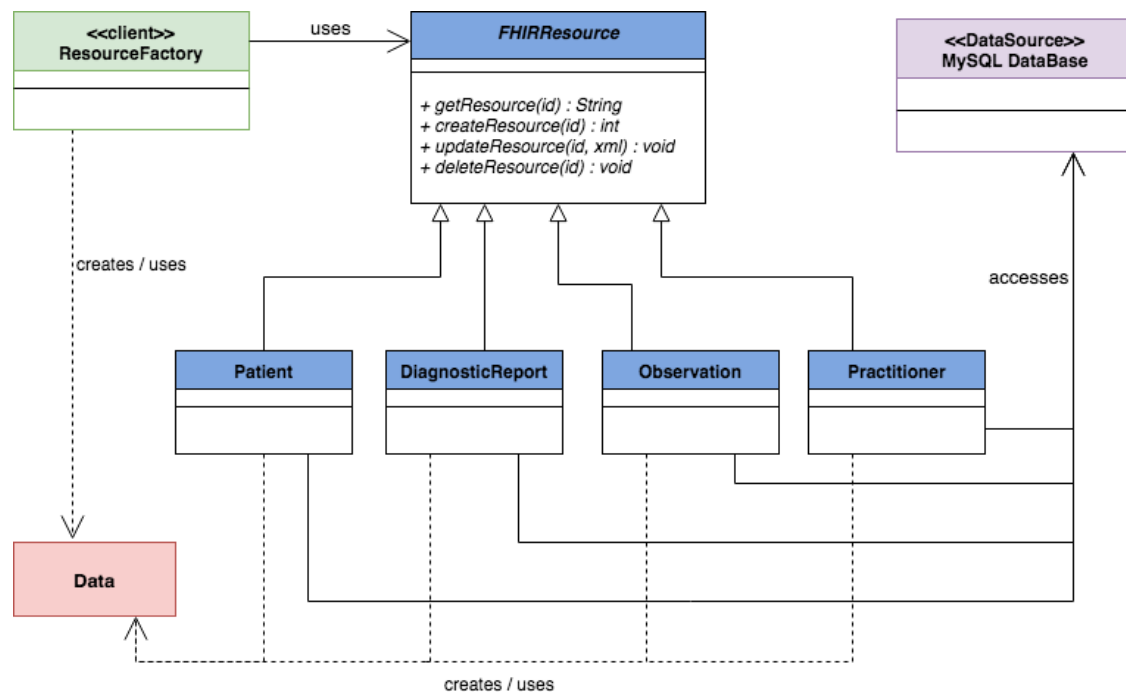 <<client>>
ResourceFactory
uses
FHIRResource
+ getResource(id) : String
+ createResource(id) : int
+ updateResource(id, xml) : void
+ deleteResource(id) : void
<<DataSource>>
MySQL DataBase
creates / uses
accesses
Patient
DiagnosticReport
Observation
Practitioner
Data
creates / uses